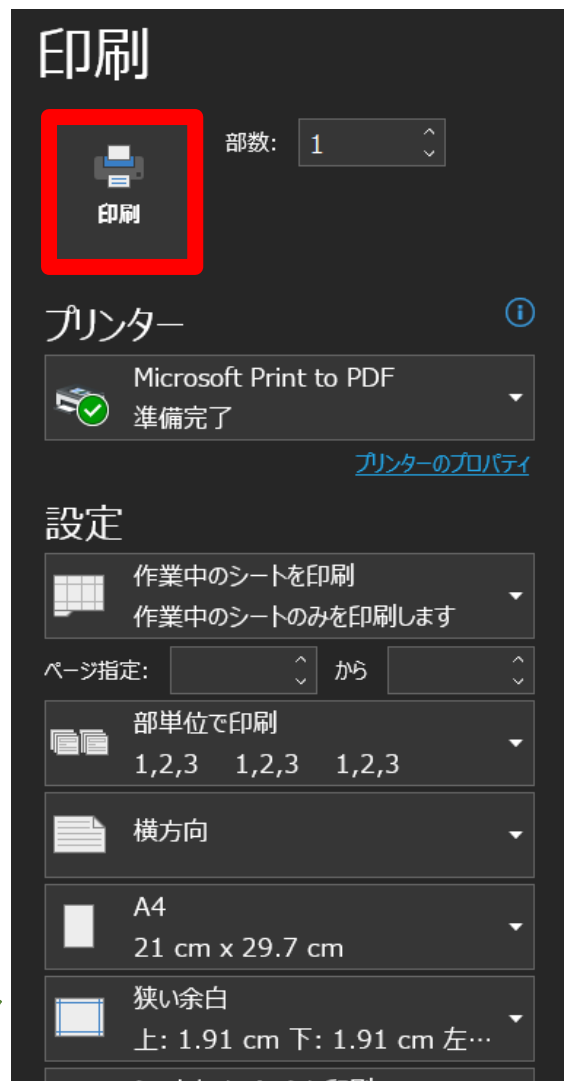 印刷
部数: 1
印刷
プリンター
Microsoft Print to PDF
準備完了
プリンターのプロパティ
設定
作業中のシートを印刷
作業中のシートのみを印刷します
ページ指定: から
部単位で印刷
1,2,3 1,2,3 1,2,3
横方向
A4
21 cm x 29.7 cm
狭い余白
上: 1.91 cm 下: 1.91 cm 左…